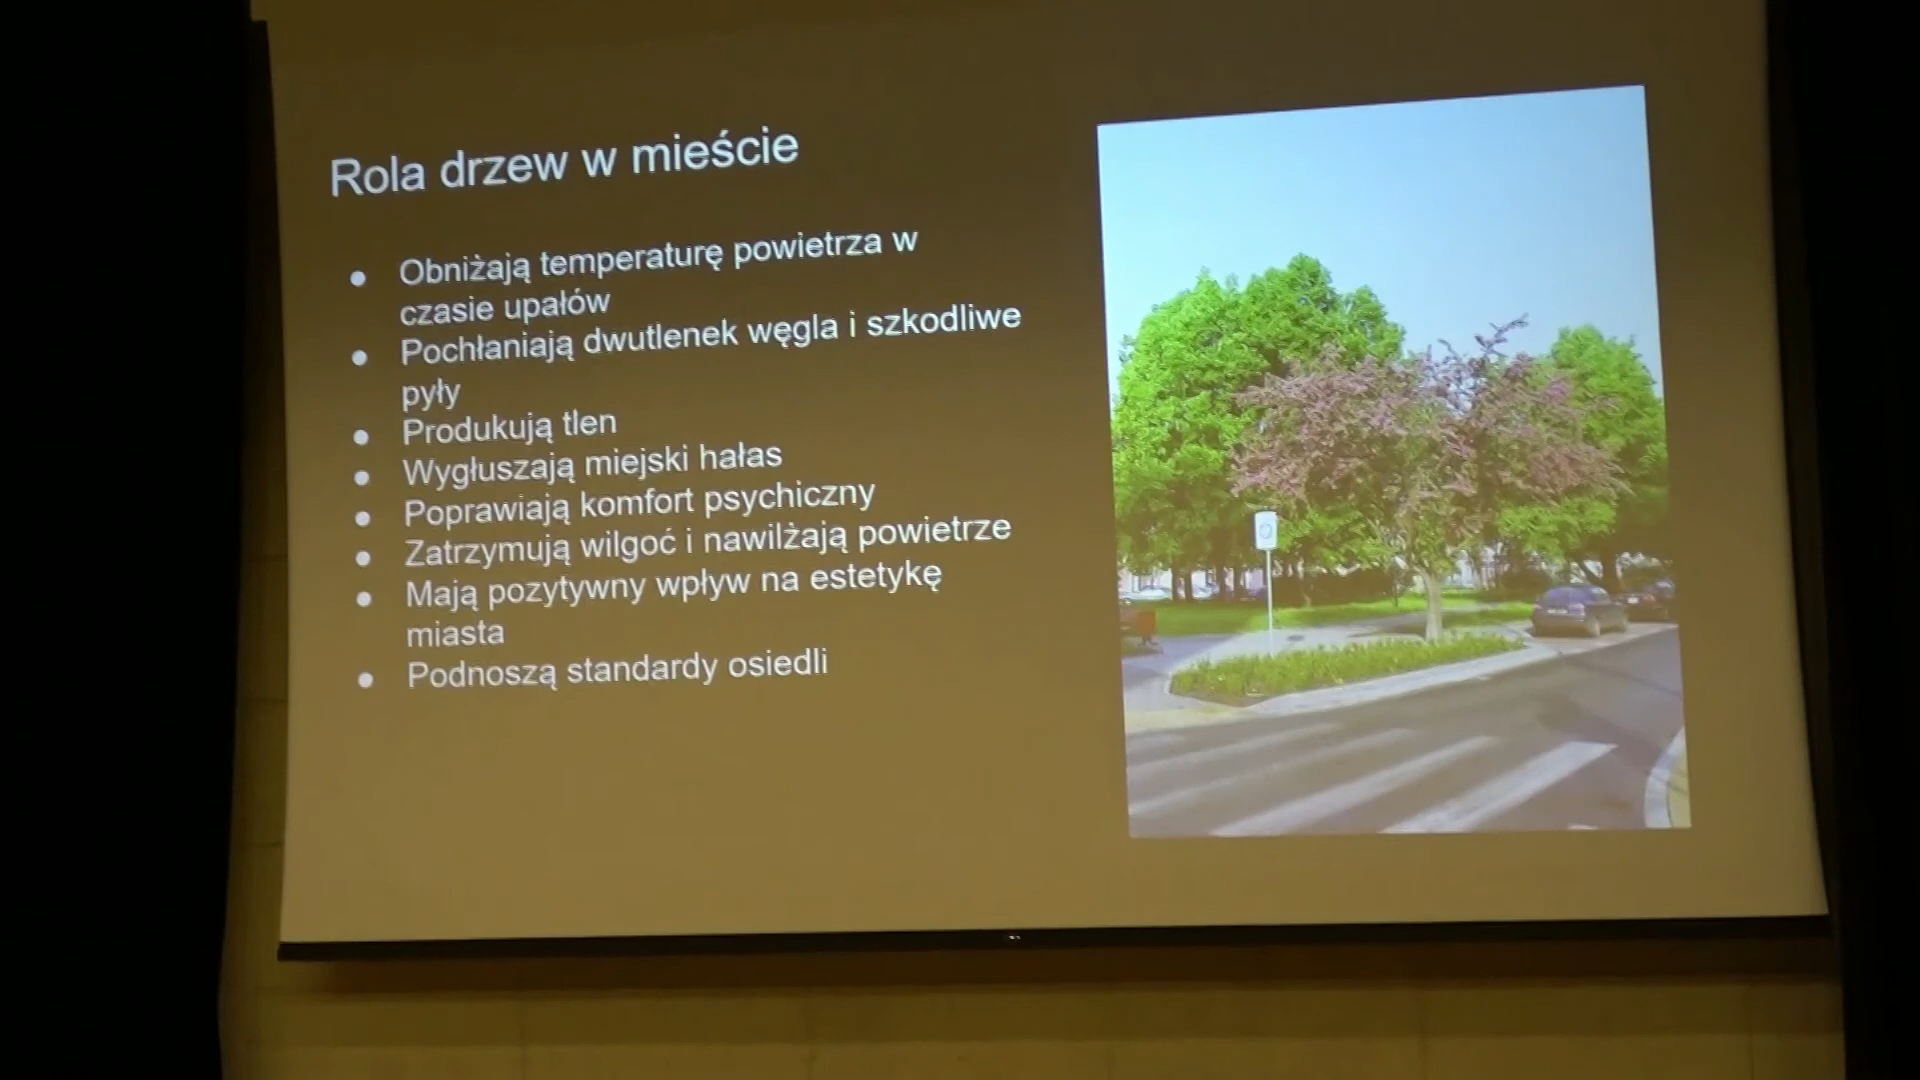 Rola drzew w mieście
● Obniżają temperaturę powietrza w
czasie upałów
● Pochłaniają dwutlenek węgla i szkodliwe
pyły
● Produkują tlen
● Wygłuszają miejski hałas
● Poprawiają komfort psychiczny
● Zatrzymują wilgoć i nawilżają powietrze
● Mają pozytywny wpływ na estetykę
miasta
● Podnoszą standardy osiedli